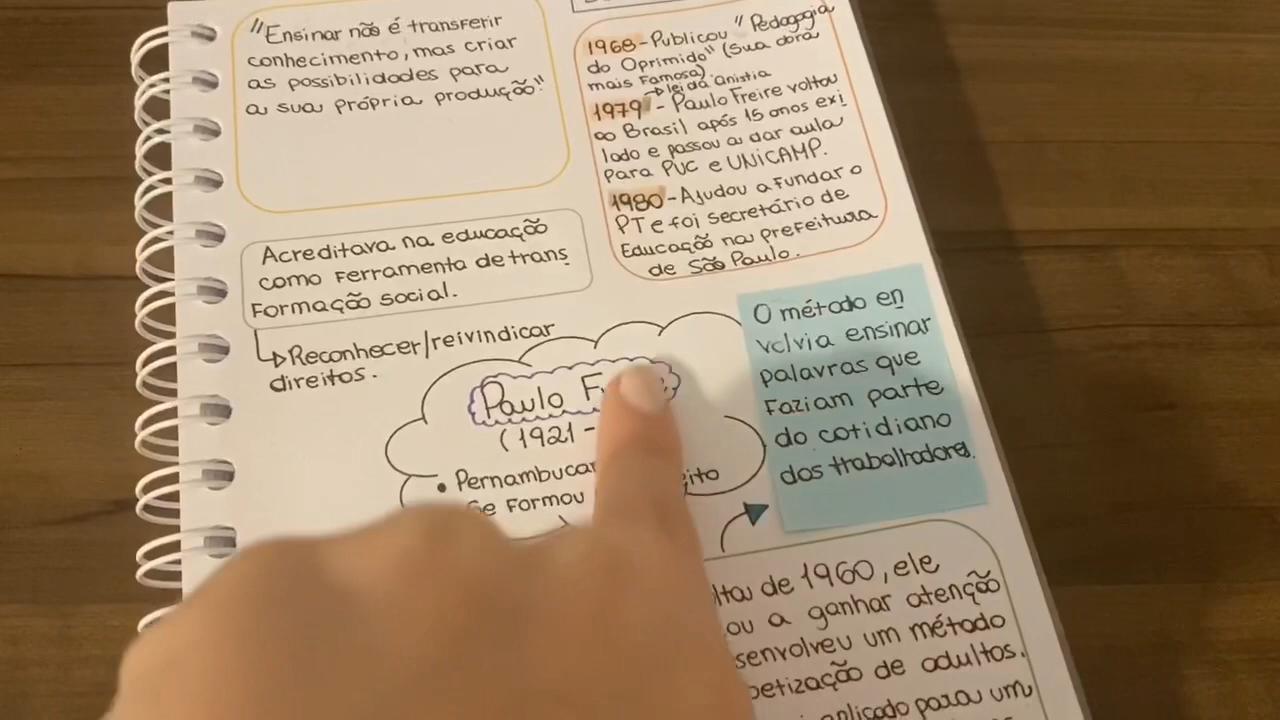 "Ensinar não é transferir
conhecimento, mas criar
as possibilidades para
a sua própria produção"
1968 - Publicou "Pedagogia
do Oprimido" (Sua obra
mais Famosa).
→ lei da Anistia
1979 - Paulo Freire voltou
ao Brasil após 15 anos exi
lado e passou a dar aula
para PUC e UNICAMP.
1980 - Ajudou a Fundar o
PT e foi secretário de
Educação na Prefeitura
de São Paulo.
Acreditava na educação
como Ferramenta de trans
Formação social.
↳ Reconhecer/reivindicar
direitos.
Paulo
(1921 -
• Pernambucan
Se Formou
O método en
volvia ensinar
palavras que
Faziam parte
do cotidiano
dos trabalhadores.
lta de 1960, ele
ou a ganhar atenção
senvolveu um método
betização de adultos.
aplicado para um